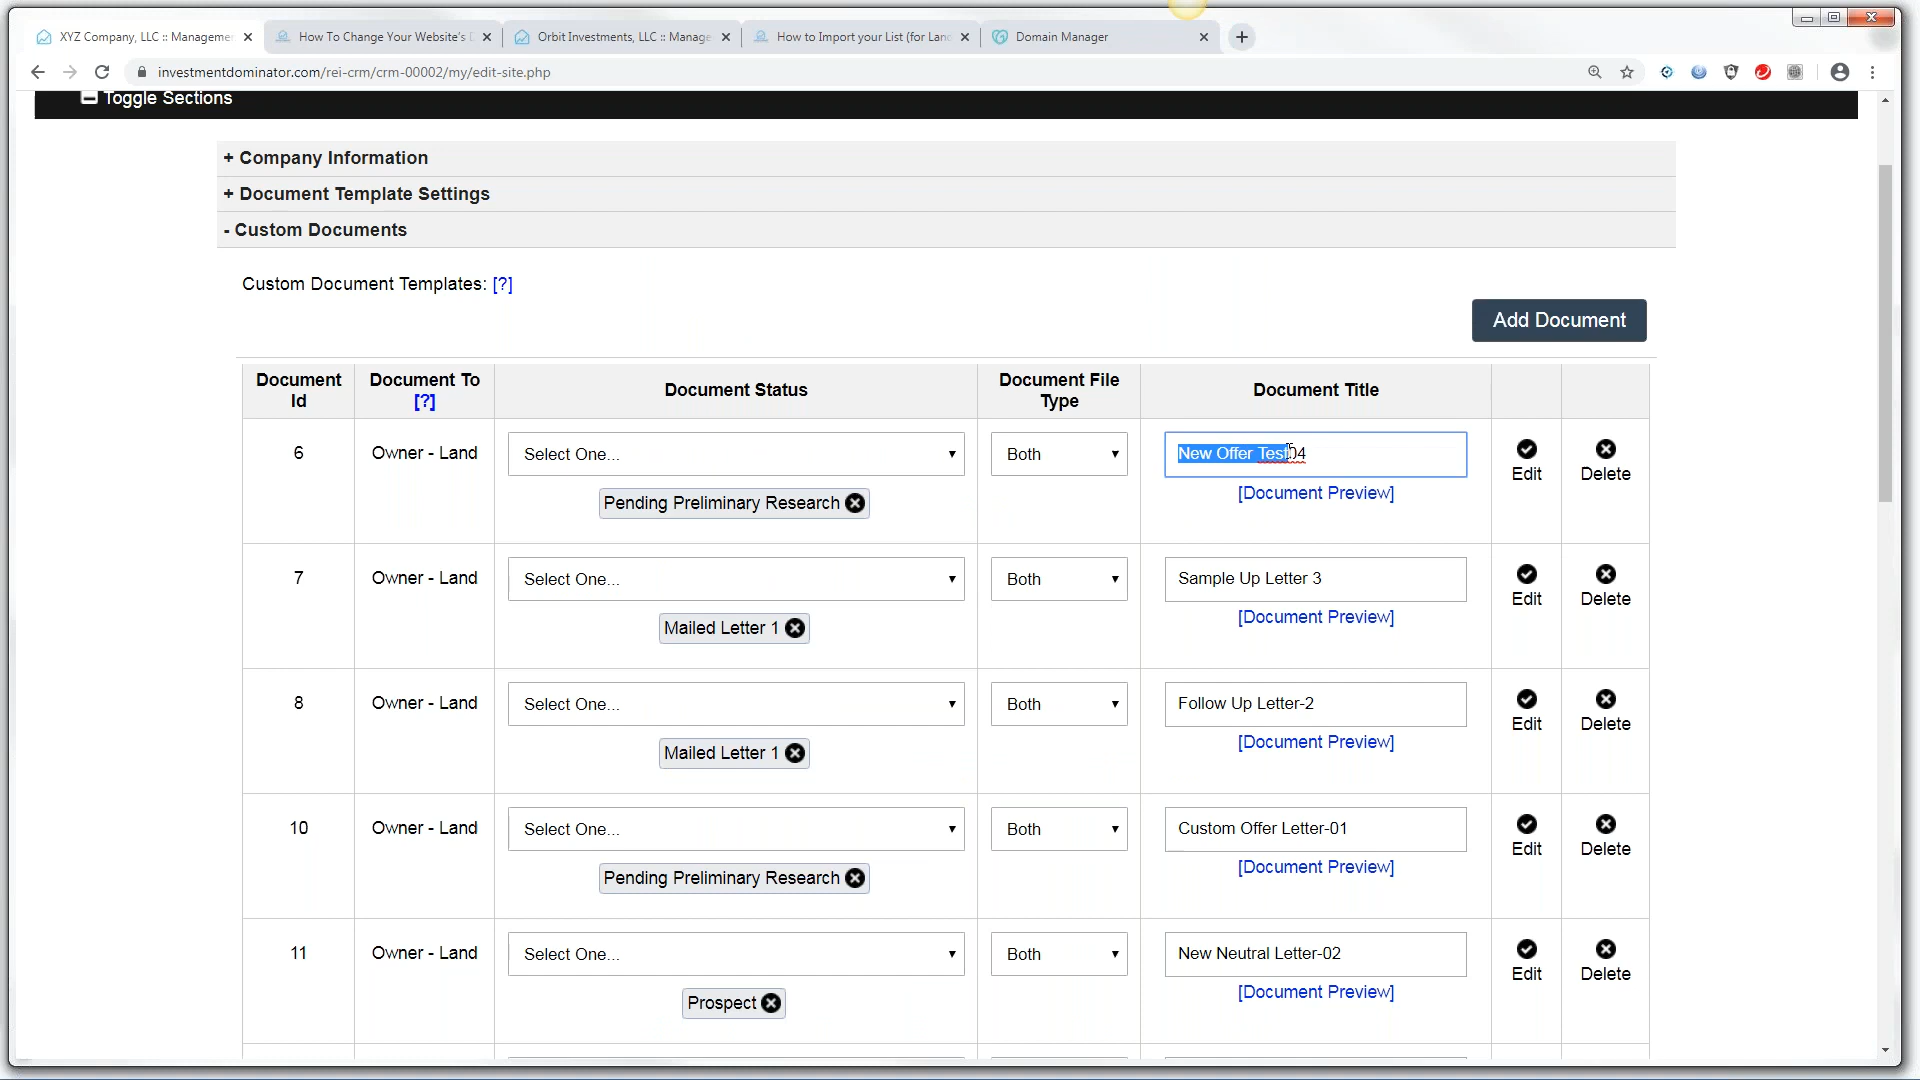 XYZ Company, LLC :: Manageme
How To Change Your Website's D
Orbit Investments, LLC :: Manage
How to Import your List (for Lan
Domain Manager
investmentdominator.com/rei-crm/crm-00002/my/edit-site.php
Toggle Sections
+ Company Information
+ Document Template Settings
- Custom Documents
Custom Document Templates: [?]
Add Document
Document Id
Document To [?]
Document Status
Document File Type
Document Title
6
Owner - Land
Select One...
Both
New Offer Test04
Edit
Delete
Pending Preliminary Research
[Document Preview]
7
Owner - Land
Select One...
Both
Sample Up Letter 3
Edit
Delete
Mailed Letter 1
[Document Preview]
8
Owner - Land
Select One...
Both
Follow Up Letter-2
Edit
Delete
Mailed Letter 1
[Document Preview]
10
Owner - Land
Select One...
Both
Custom Offer Letter-01
Edit
Delete
Pending Preliminary Research
[Document Preview]
11
Owner - Land
Select One...
Both
New Neutral Letter-02
Edit
Delete
Prospect
[Document Preview]